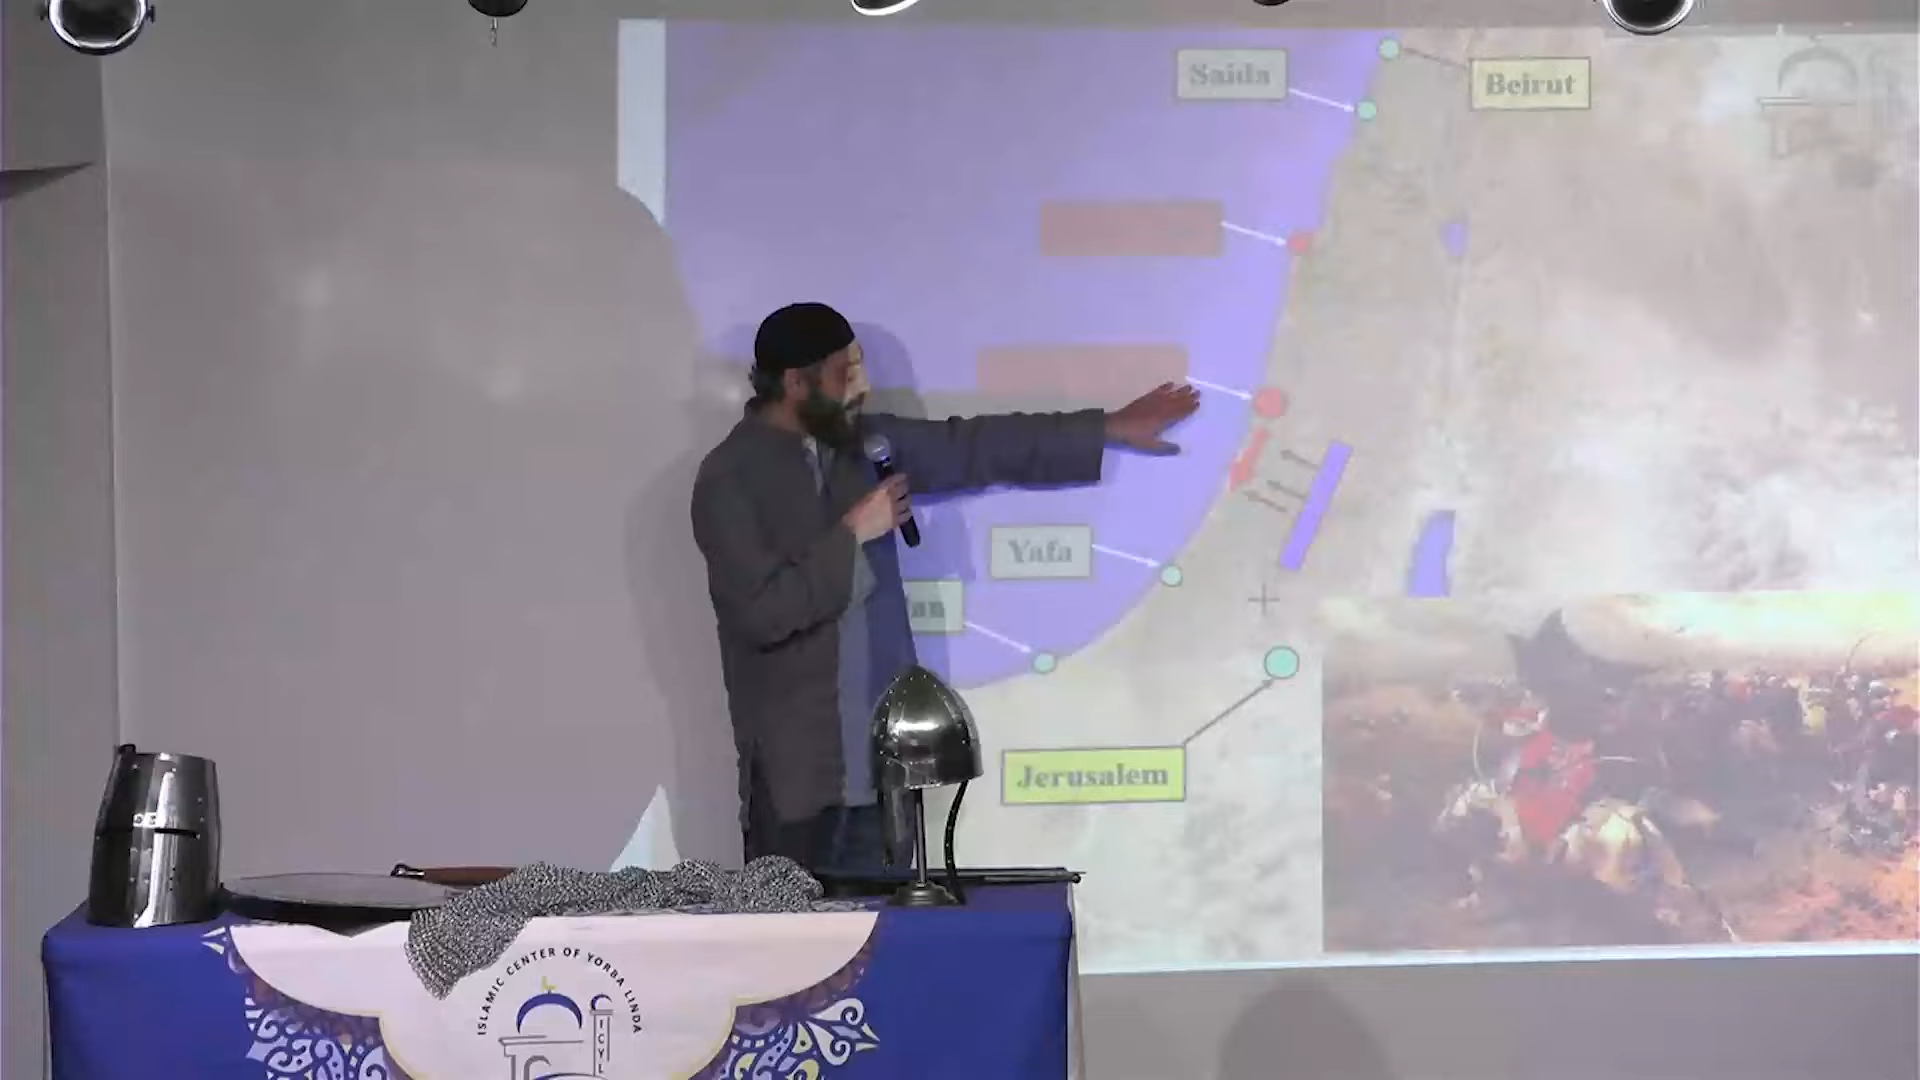 Saida
Beirut
Yafa
an
Jerusalem
ISLAMIC CENTER OF YORBA LINDA
ICYL